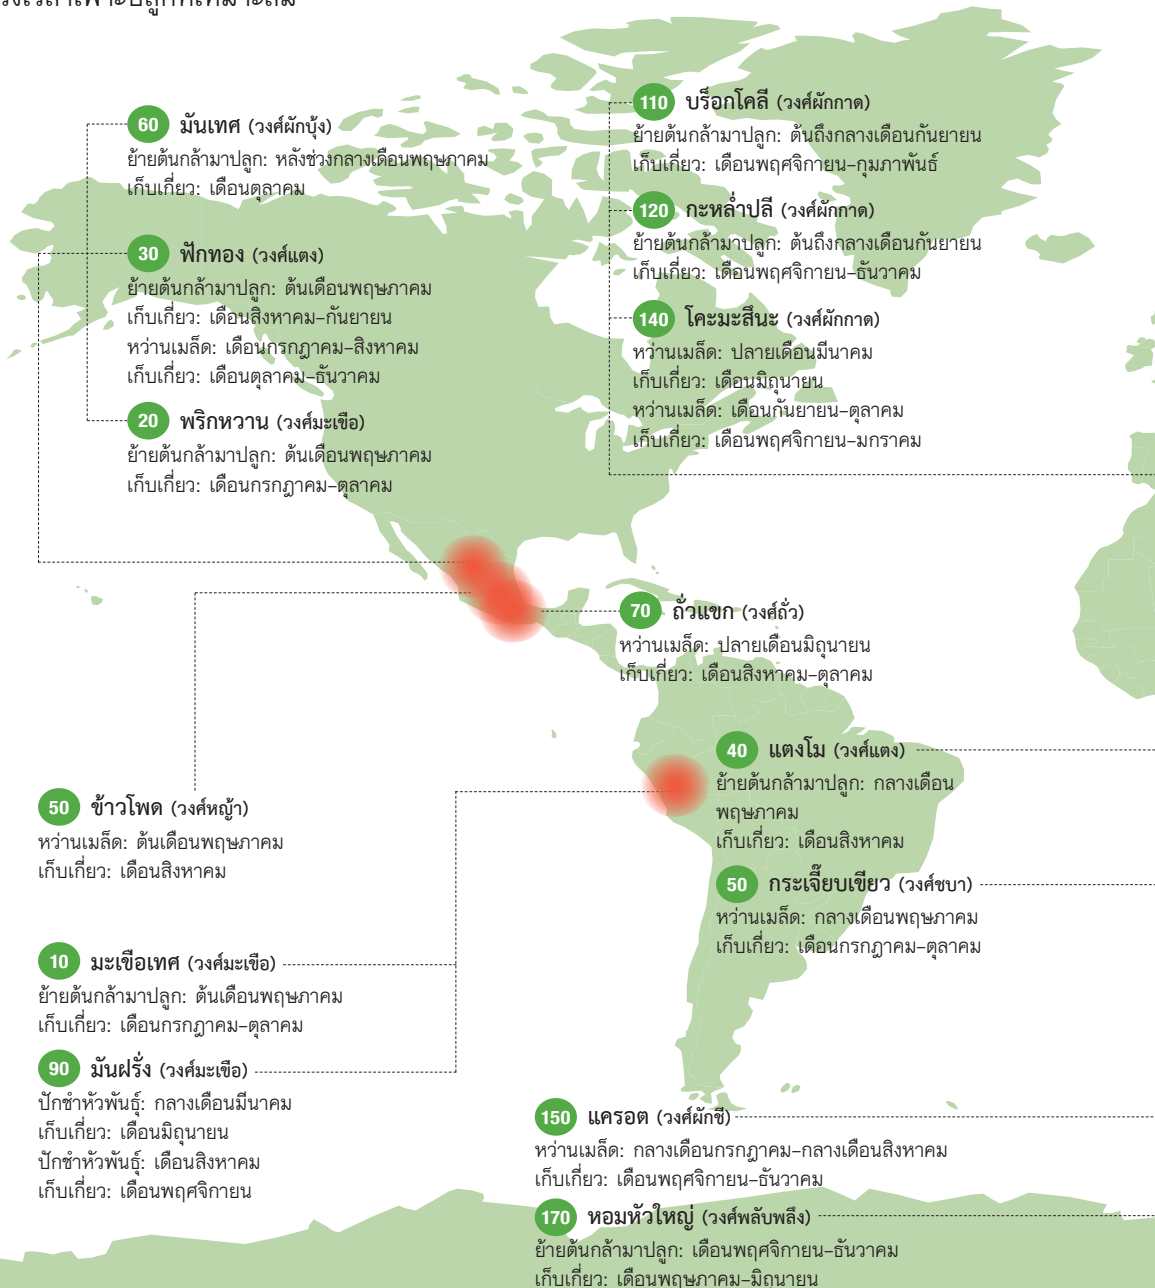 60 มันเทศ (วงศ์ผักบุ้ง)
ย้ายต้นกล้ามาปลูก: หลังช่วงกลางเดือนพฤษภาคม
เก็บเกี่ยว: เดือนตุลาคม
30 ฟักทอง (วงศ์แตง)
ย้ายต้นกล้ามาปลูก: ต้นเดือนพฤษภาคม
เก็บเกี่ยว: เดือนสิงหาคม–กันยายน
หว่านเมล็ด: เดือนกรกฎาคม–สิงหาคม
เก็บเกี่ยว: เดือนตุลาคม–ธันวาคม
20 พริกหวาน (วงศ์มะเขือ)
ย้ายต้นกล้ามาปลูก: ต้นเดือนพฤษภาคม
เก็บเกี่ยว: เดือนกรกฎาคม–ตุลาคม
110 บร็อกโคลี (วงศ์ผักกาด)
ย้ายต้นกล้ามาปลูก: ต้นถึงกลางเดือนกันยายน
เก็บเกี่ยว: เดือนพฤศจิกายน–กุมภาพันธ์
120 กะหล่ำปลี (วงศ์ผักกาด)
ย้ายต้นกล้ามาปลูก: ต้นถึงกลางเดือนกันยายน
เก็บเกี่ยว: เดือนพฤศจิกายน–ธันวาคม
140 โคะมะสึนะ (วงศ์ผักกาด)
หว่านเมล็ด: ปลายเดือนมีนาคม
เก็บเกี่ยว: เดือนมิถุนายน
หว่านเมล็ด: เดือนกันยายน–ตุลาคม
เก็บเกี่ยว: เดือนพฤศจิกายน–มกราคม
70 ถั่วแขก (วงศ์ถั่ว)
หว่านเมล็ด: ปลายเดือนมิถุนายน
เก็บเกี่ยว: เดือนสิงหาคม–ตุลาคม
40 แตงโม (วงศ์แตง)
ย้ายต้นกล้ามาปลูก: กลางเดือน
พฤษภาคม
เก็บเกี่ยว: เดือนสิงหาคม
50 กระเจี๊ยบเขียว (วงศ์ชบา)
หว่านเมล็ด: กลางเดือนพฤษภาคม
เก็บเกี่ยว: เดือนกรกฎาคม–ตุลาคม
50 ข้าวโพด (วงศ์หญ้า)
หว่านเมล็ด: ต้นเดือนพฤษภาคม
เก็บเกี่ยว: เดือนสิงหาคม
10 มะเขือเทศ (วงศ์มะเขือ)
ย้ายต้นกล้ามาปลูก: ต้นเดือนพฤษภาคม
เก็บเกี่ยว: เดือนกรกฎาคม–ตุลาคม
90 มันฝรั่ง (วงศ์มะเขือ)
ปักชำหัวพันธุ์: กลางเดือนมีนาคม
เก็บเกี่ยว: เดือนมิถุนายน
ปักชำหัวพันธุ์: เดือนสิงหาคม
เก็บเกี่ยว: เดือนพฤศจิกายน
150 แครอต (วงศ์ผักชี)
หว่านเมล็ด: กลางเดือนกรกฎาคม–กลางเดือนสิงหาคม
เก็บเกี่ยว: เดือนพฤศจิกายน–ธันวาคม
170 หอมหัวใหญ่ (วงศ์พลับพลึง)
ย้ายต้นกล้ามาปลูก: เดือนพฤศจิกายน–ธันวาคม
เก็บเกี่ยว: เดือนพฤษภาคม–มิถุนายน